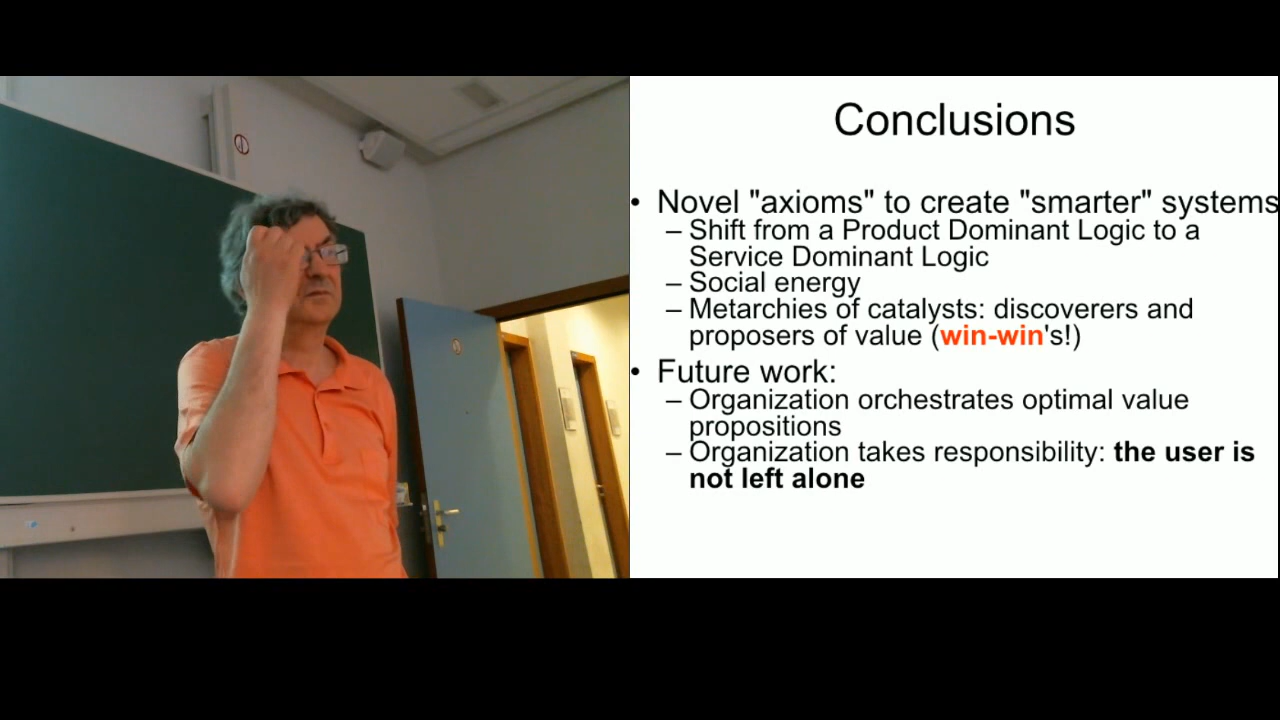 Conclusions
• Novel "axioms" to create "smarter" systems
– Shift from a Product Dominant Logic to a
Service Dominant Logic
– Social energy
– Metarchies of catalysts: discoverers and
proposers of value (win-win's!)
• Future work:
– Organization orchestrates optimal value
propositions
– Organization takes responsibility: the user is
not left alone